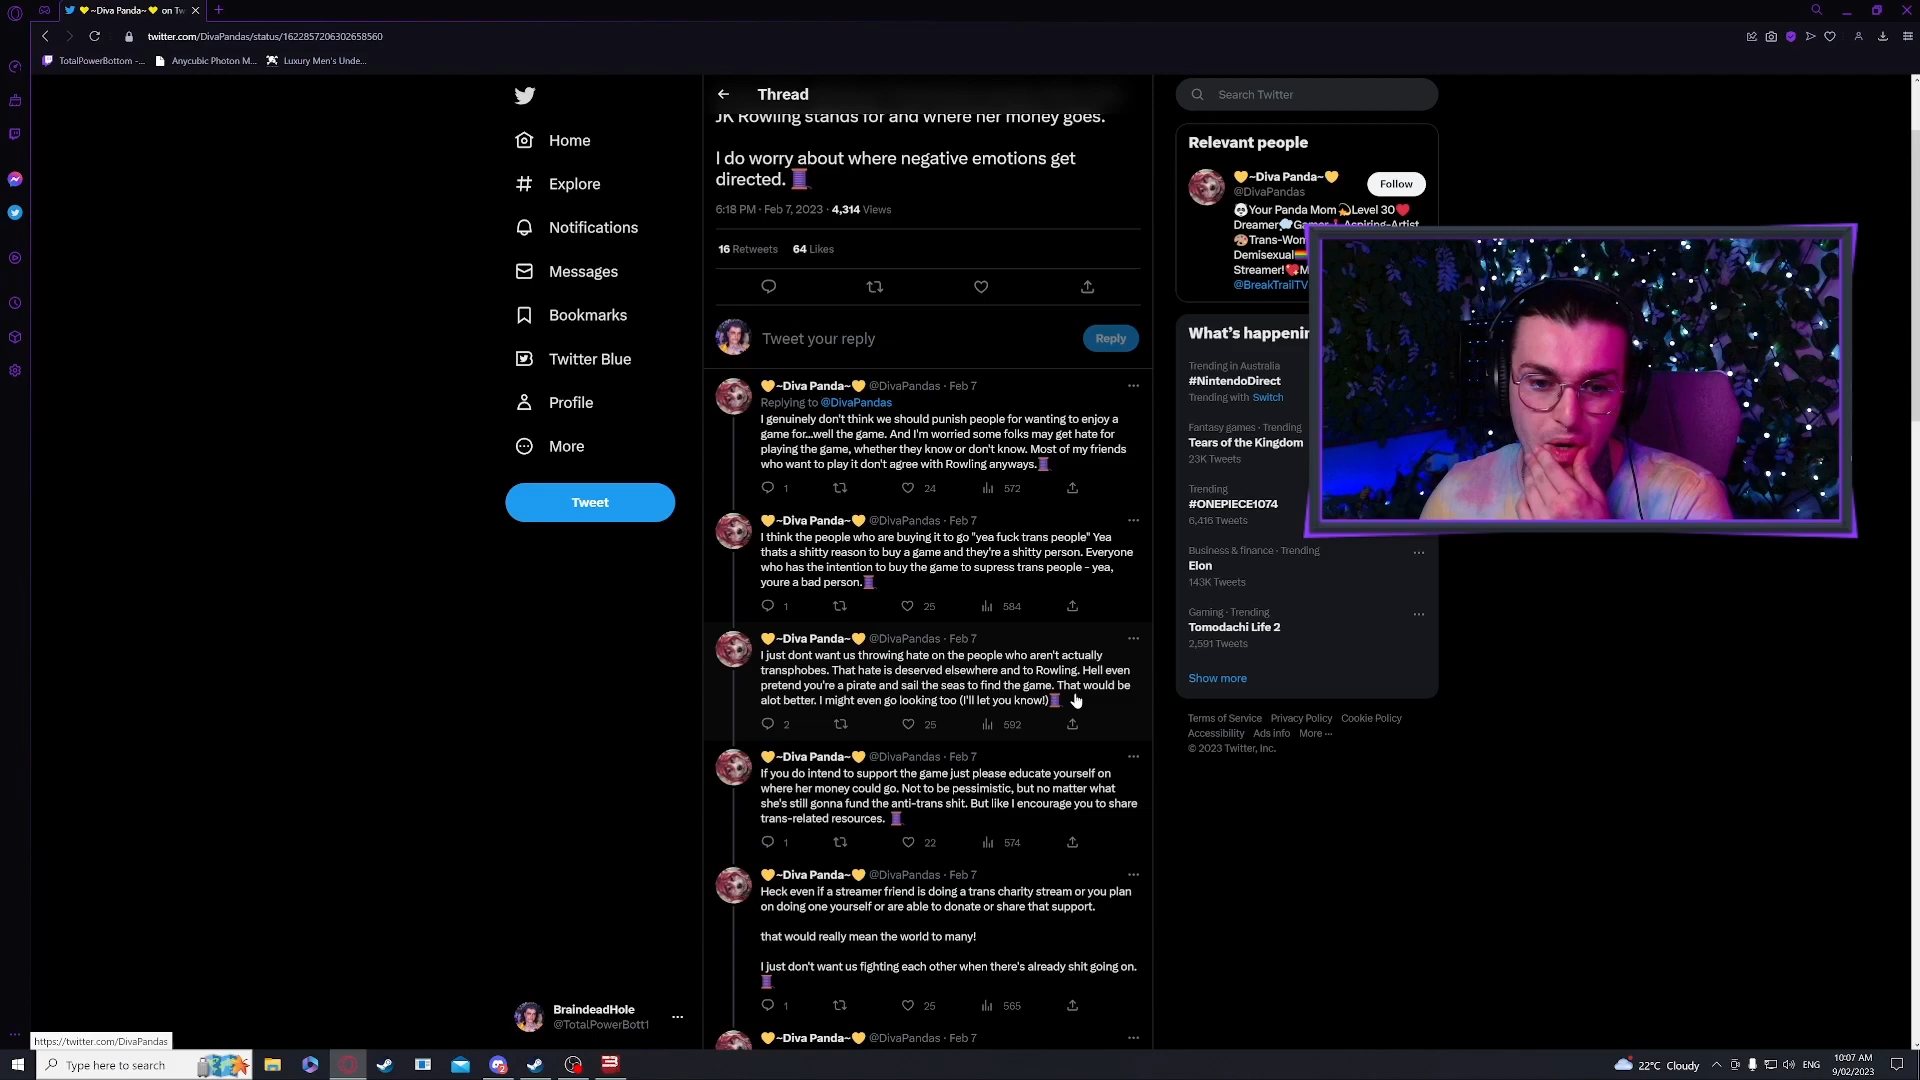 ~Diva Panda~ on Tw
twitter.com/DivaPandas/status/1622857206302658560
TotalPowerBottom -...
Anycubic Photon M...
Luxury Men's Unde...
Home
Explore
Notifications
Messages
Bookmarks
Twitter Blue
Profile
More
Tweet
BraindeadHole
@TotalPowerBott1
Thread
JK Rowling stands for and where her money goes.
I do worry about where negative emotions get
directed. 🧵
6:18 PM · Feb 7, 2023 · 4,314 Views
16 Retweets 64 Likes
Tweet your reply
Reply
💛~Diva Panda~💛 @DivaPandas · Feb 7
Replying to @DivaPandas
I genuinely don't think we should punish people for wanting to enjoy a
game for...well the game. And I'm worried some folks may get hate for
playing the game, whether they know or don't know. Most of my friends
who want to play it don't agree with Rowling anyways.🧵
1 24 572
💛~Diva Panda~💛 @DivaPandas · Feb 7
I think the people who are buying it to go "yea fuck trans people" Yea
thats a shitty reason to buy a game and they're a shitty person. Everyone
who has the intention to buy the game to supress trans people - yea,
youre a bad person.🧵
1 25 584
💛~Diva Panda~💛 @DivaPandas · Feb 7
I just dont want us throwing hate on the people who aren't actually
transphobes. That hate is deserved elsewhere and to Rowling. Hell even
pretend you're a pirate and sail the seas to find the game. That would be
alot better. I might even go looking too (I'll let you know!)🧵
2 25 592
💛~Diva Panda~💛 @DivaPandas · Feb 7
If you do intend to support the game just please educate yourself on
where her money could go. Not to be pessimistic, but no matter what
she's still gonna fund the anti-trans shit. But like I encourage you to share
trans-related resources. 🧵
1 22 574
💛~Diva Panda~💛 @DivaPandas · Feb 7
Heck even if a streamer friend is doing a trans charity stream or you plan
on doing one yourself or are able to donate or share that support.
that would really mean the world to many!
I just don't want us fighting each other when there's already shit going on.
🧵
1 25 565
💛~Diva Panda~💛 @DivaPandas · Feb 7
Search Twitter
Relevant people
💛~Diva Panda~💛
@DivaPandas
Follow
🐼Your Panda Mom💫Level 30❤️
Dreamer💭Gamer Aspiring-Artist
🎨Trans-Wom
Demisexual
Streamer!💖M
@BreakTrailTV
What's happenin
Trending in Australia
#NintendoDirect
Trending with Switch
Fantasy games · Trending
Tears of the Kingdom
23K Tweets
Trending
#ONEPIECE1074
6,416 Tweets
Business & finance · Trending
Elon
143K Tweets
Gaming · Trending
Tomodachi Life 2
2,591 Tweets
Show more
Terms of Service Privacy Policy Cookie Policy
Accessibility Ads info More ···
© 2023 Twitter, Inc.
https://twitter.com/DivaPandas
Type here to search
22°C Cloudy
ENG
10:07 AM
9/02/2023